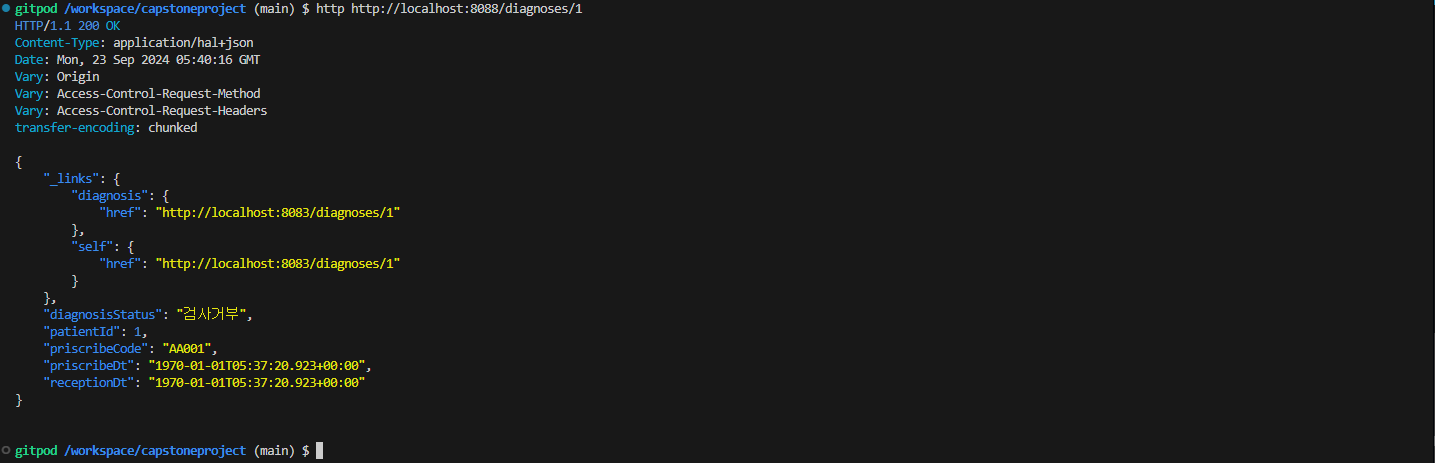 gitpod /workspace/capstoneproject (main) $ http http://localhost:8088/diagnoses/1
HTTP/1.1 200 OK
Content-Type: application/hal+json
Date: Mon, 23 Sep 2024 05:40:16 GMT
Vary: Origin
Vary: Access-Control-Request-Method
Vary: Access-Control-Request-Headers
transfer-encoding: chunked
{
    "_links": {
        "diagnosis": {
            "href": "http://localhost:8083/diagnoses/1"
        },
        "self": {
            "href": "http://localhost:8083/diagnoses/1"
        }
    },
    "diagnosisStatus": "검사거부",
    "patientId": 1,
    "priscribeCode": "AA001",
    "priscribeDt": "1970-01-01T05:37:20.923+00:00",
    "receptionDt": "1970-01-01T05:37:20.923+00:00"
}
gitpod /workspace/capstoneproject (main) $